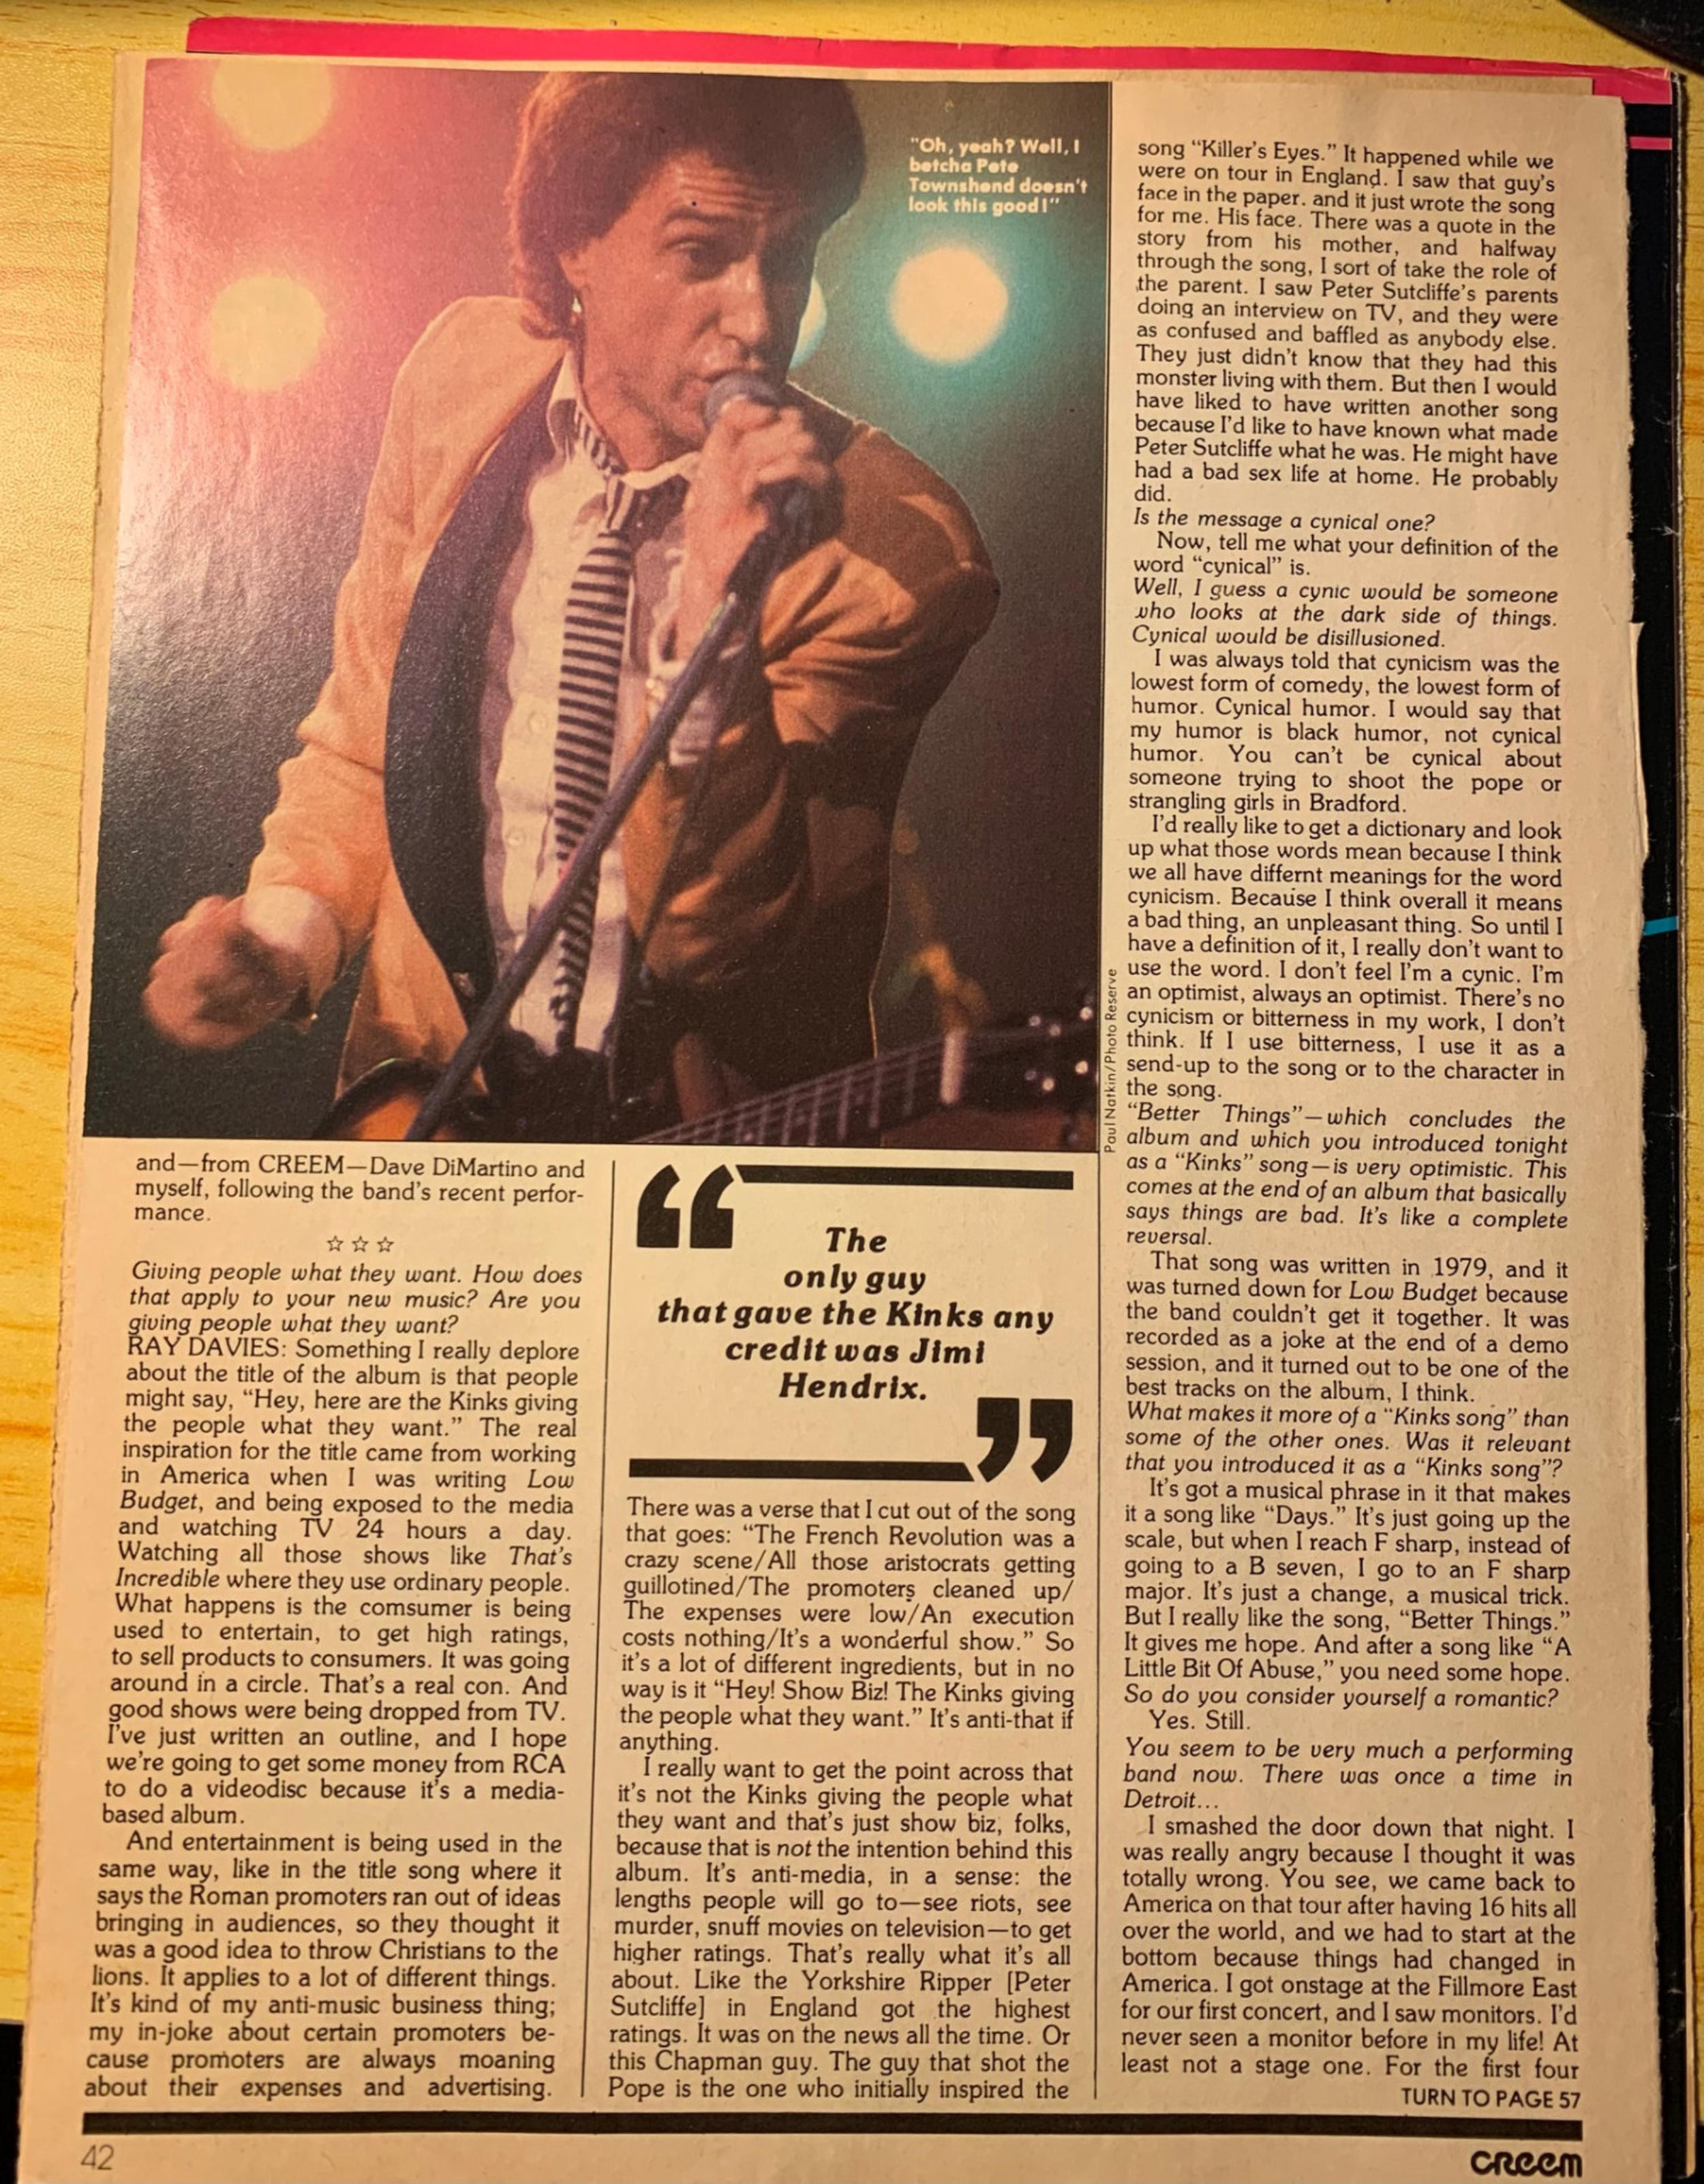 "Oh, yeah? Well, I
betcha Pete
Townshend doesn't
look this good!"
Paul Natkin/Photo Reserve
and—from CREEM—Dave DiMartino and
myself, following the band's recent perfor-
mance.
☆ ☆ ☆
Giving people what they want. How does
that apply to your new music? Are you
giving people what they want?
RAY DAVIES: Something I really deplore
about the title of the album is that people
might say, "Hey, here are the Kinks giving
the people what they want." The real
inspiration for the title came from working
in America when I was writing Low
Budget, and being exposed to the media
and watching TV 24 hours a day.
Watching all those shows like That's
Incredible where they use ordinary people.
What happens is the comsumer is being
used to entertain, to get high ratings,
to sell products to consumers. It was going
around in a circle. That's a real con. And
good shows were being dropped from TV.
I've just written an outline, and I hope
we're going to get some money from RCA
to do a videodisc because it's a media-
based album.
And entertainment is being used in the
same way, like in the title song where it
says the Roman promoters ran out of ideas
bringing in audiences, so they thought it
was a good idea to throw Christians to the
lions. It applies to a lot of different things.
It's kind of my anti-music business thing;
my in-joke about certain promoters be-
cause promoters are always moaning
about their expenses and advertising.
“
The
only guy
that gave the Kinks any
credit was Jimi
Hendrix.
”
There was a verse that I cut out of the song
that goes: "The French Revolution was a
crazy scene/All those aristocrats getting
guillotined/The promoters cleaned up/
The expenses were low/An execution
costs nothing/It's a wonderful show." So
it's a lot of different ingredients, but in no
way is it "Hey! Show Biz! The Kinks giving
the people what they want." It's anti-that if
anything.
I really want to get the point across that
it's not the Kinks giving the people what
they want and that's just show biz, folks,
because that is not the intention behind this
album. It's anti-media, in a sense: the
lengths people will go to—see riots, see
murder, snuff movies on television—to get
higher ratings. That's really what it's all
about. Like the Yorkshire Ripper [Peter
Sutcliffe] in England got the highest
ratings. It was on the news all the time. Or
this Chapman guy. The guy that shot the
Pope is the one who initially inspired the
song "Killer's Eyes." It happened while we
were on tour in England. I saw that guy's
face in the paper. and it just wrote the song
for me. His face. There was a quote in the
story from his mother, and halfway
through the song, I sort of take the role of
the parent. I saw Peter Sutcliffe's parents
doing an interview on TV, and they were
as confused and baffled as anybody else.
They just didn't know that they had this
monster living with them. But then I would
have liked to have written another song
because I'd like to have known what made
Peter Sutcliffe what he was. He might have
had a bad sex life at home. He probably
did.
Is the message a cynical one?
Now, tell me what your definition of the
word "cynical" is.
Well, I guess a cynic would be someone
who looks at the dark side of things.
Cynical would be disillusioned.
I was always told that cynicism was the
lowest form of comedy, the lowest form of
humor. Cynical humor. I would say that
my humor is black humor, not cynical
humor. You can't be cynical about
someone trying to shoot the pope or
strangling girls in Bradford.
I'd really like to get a dictionary and look
up what those words mean because I think
we all have differnt meanings for the word
cynicism. Because I think overall it means
a bad thing, an unpleasant thing. So until I
have a definition of it, I really don't want to
use the word. I don't feel I'm a cynic. I'm
an optimist, always an optimist. There's no
cynicism or bitterness in my work, I don't
think. If I use bitterness, I use it as a
send-up to the song or to the character in
the song.
"Better Things"—which concludes the
album and which you introduced tonight
as a "Kinks" song—is very optimistic. This
comes at the end of an album that basically
says things are bad. It's like a complete
reversal.
That song was written in 1979, and it
was turned down for Low Budget because
the band couldn't get it together. It was
recorded as a joke at the end of a demo
session, and it turned out to be one of the
best tracks on the album, I think.
What makes it more of a "Kinks song" than
some of the other ones. Was it relevant
that you introduced it as a "Kinks song"?
It's got a musical phrase in it that makes
it a song like "Days." It's just going up the
scale, but when I reach F sharp, instead of
going to a B seven, I go to an F sharp
major. It's just a change, a musical trick.
But I really like the song, "Better Things."
It gives me hope. And after a song like "A
Little Bit Of Abuse," you need some hope.
So do you consider yourself a romantic?
Yes. Still.
You seem to be very much a performing
band now. There was once a time in
Detroit...
I smashed the door down that night. I
was really angry because I thought it was
totally wrong. You see, we came back to
America on that tour after having 16 hits all
over the world, and we had to start at the
bottom because things had changed in
America. I got onstage at the Fillmore East
for our first concert, and I saw monitors. I'd
never seen a monitor before in my life! At
least not a stage one. For the first four
TURN TO PAGE 57
42
creem